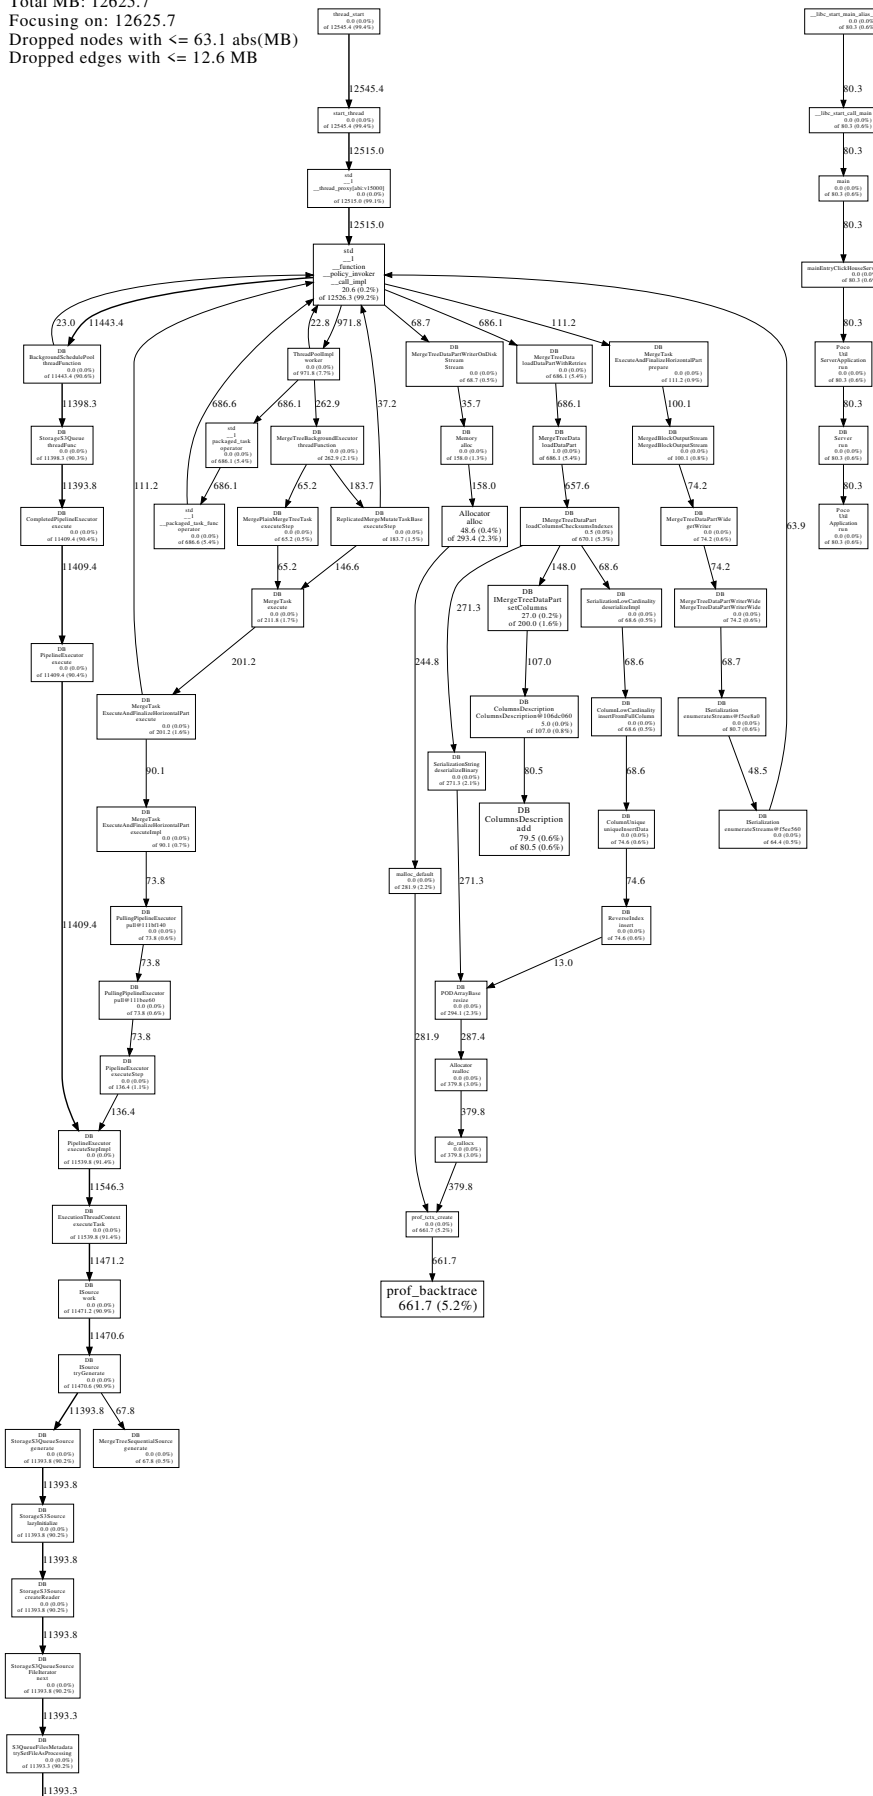 Total MB: 12625.7
Focusing on: 12625.7
Dropped nodes with <= 63.1 abs(MB)
Dropped edges with <= 12.6 MB
thread_start
0.0 (0.0%)
of 12545.4 (99.4%)
12545.4
start_thread
0.0 (0.0%)
of 12545.4 (99.4%)
12515.0
std
__1
__thread_proxy[abi:v15000]
0.0 (0.0%)
of 12515.0 (99.1%)
12515.0
std
__1
__function
__policy_invoker
__call_impl
20.6 (0.2%)
of 12526.3 (99.2%)
__libc_start_main_alias_
0.0 (0.0%
of 80.3 (0.6%
80.3
__libc_start_call_main
0.0 (0.0%)
of 80.3 (0.6%)
80.3
main
0.0 (0.0%)
of 80.3 (0.6%)
80.3
mainEntryClickHouseServ
0.0 (0.0%
of 80.3 (0.6%
80.3
Poco
Util
ServerApplication
run
0.0 (0.0%)
of 80.3 (0.6%)
80.3
DB
Server
run
0.0 (0.0%)
of 80.3 (0.6%)
80.3
Poco
Util
Application
run
0.0 (0.0%)
of 80.3 (0.6%)
23.0
11443.4
22.8
971.8
68.7
686.1
111.2
DB
BackgroundSchedulePool
threadFunction
0.0 (0.0%)
of 11443.4 (90.6%)
11398.3
DB
StorageS3Queue
threadFunc
0.0 (0.0%)
of 11398.3 (90.3%)
11393.8
DB
CompletedPipelineExecutor
execute
0.0 (0.0%)
of 11409.4 (90.4%)
11409.4
DB
PipelineExecutor
execute
0.0 (0.0%)
of 11409.4 (90.4%)
11409.4
ThreadPoolImpl
worker
0.0 (0.0%)
of 971.8 (7.7%)
686.1
262.9
686.6
37.2
111.2
std
__1
packaged_task
operator
0.0 (0.0%)
of 686.1 (5.4%)
686.1
std
__1
__packaged_task_func
operator
0.0 (0.0%)
of 686.6 (5.4%)
DB
MergeTreeBackgroundExecutor
threadFunction
0.0 (0.0%)
of 262.9 (2.1%)
65.2
183.7
DB
MergePlainMergeTreeTask
executeStep
0.0 (0.0%)
of 65.2 (0.5%)
65.2
DB
ReplicatedMergeMutateTaskBase
executeStep
0.0 (0.0%)
of 183.7 (1.5%)
146.6
DB
MergeTask
execute
0.0 (0.0%)
of 211.8 (1.7%)
201.2
DB
MergeTask
ExecuteAndFinalizeHorizontalPart
execute
0.0 (0.0%)
of 201.2 (1.6%)
90.1
DB
MergeTask
ExecuteAndFinalizeHorizontalPart
executeImpl
0.0 (0.0%)
of 90.1 (0.7%)
73.8
DB
PullingPipelineExecutor
pull@111bf140
0.0 (0.0%)
of 73.8 (0.6%)
73.8
DB
PullingPipelineExecutor
pull@111bee60
0.0 (0.0%)
of 73.8 (0.6%)
73.8
DB
PipelineExecutor
executeStep
0.0 (0.0%)
of 136.4 (1.1%)
136.4
DB
PipelineExecutor
executeStepImpl
0.0 (0.0%)
of 11539.8 (91.4%)
11546.3
DB
ExecutionThreadContext
executeTask
0.0 (0.0%)
of 11539.8 (91.4%)
11471.2
DB
ISource
work
0.0 (0.0%)
of 11471.2 (90.9%)
11470.6
DB
ISource
tryGenerate
0.0 (0.0%)
of 11470.6 (90.9%)
11393.8
67.8
DB
StorageS3QueueSource
generate
0.0 (0.0%)
of 11393.8 (90.2%)
DB
MergeTreeSequentialSource
generate
0.0 (0.0%)
of 67.8 (0.5%)
11393.8
DB
StorageS3Source
lazyInitialize
0.0 (0.0%)
of 11393.8 (90.2%)
11393.8
DB
StorageS3Source
createReader
0.0 (0.0%)
of 11393.8 (90.2%)
11393.8
DB
StorageS3QueueSource
FileIterator
next
0.0 (0.0%)
of 11393.8 (90.2%)
11393.3
DB
S3QueueFilesMetadata
trySetFileAsProcessing
0.0 (0.0%)
of 11393.3 (90.2%)
11393.3
DB
MergeTreeDataPartWriterOnDisk
Stream
Stream
0.0 (0.0%)
of 68.7 (0.5%)
35.7
DB
Memory
alloc
0.0 (0.0%)
of 158.0 (1.3%)
158.0
Allocator
alloc
48.6 (0.4%)
of 293.4 (2.3%)
244.8
malloc_default
0.0 (0.0%)
of 281.9 (2.2%)
281.9
DB
MergeTreeData
loadDataPartWithRetries
0.0 (0.0%)
of 686.1 (5.4%)
686.1
DB
MergeTreeData
loadDataPart
1.0 (0.0%)
of 686.1 (5.4%)
657.6
DB
IMergeTreeDataPart
loadColumnsChecksumsIndexes
0.5 (0.0%)
of 670.1 (5.3%)
271.3
148.0
68.6
DB
IMergeTreeDataPart
setColumns
27.0 (0.2%)
of 200.0 (1.6%)
107.0
DB
ColumnsDescription
ColumnsDescription@106dc060
5.0 (0.0%)
of 107.0 (0.8%)
80.5
DB
ColumnsDescription
add
79.5 (0.6%)
of 80.5 (0.6%)
DB
SerializationString
deserializeBinary
0.0 (0.0%)
of 271.3 (2.1%)
271.3
DB
SerializationLowCardinality
deserializeImpl
0.0 (0.0%)
of 68.6 (0.5%)
68.6
DB
ColumnLowCardinality
insertFromFullColumn
0.0 (0.0%)
of 68.6 (0.5%)
68.6
DB
ColumnUnique
uniqueInsertData
0.0 (0.0%)
of 74.6 (0.6%)
74.6
DB
ReverseIndex
insert
0.0 (0.0%)
of 74.6 (0.6%)
13.0
DB
PODArrayBase
resize
0.0 (0.0%)
of 294.1 (2.3%)
287.4
Allocator
realloc
0.0 (0.0%)
of 379.8 (3.0%)
379.8
do_rallocx
0.0 (0.0%)
of 379.8 (3.0%)
379.8
prof_tctx_create
0.0 (0.0%)
of 661.7 (5.2%)
661.7
prof_backtrace
661.7 (5.2%)
DB
MergeTask
ExecuteAndFinalizeHorizontalPart
prepare
0.0 (0.0%)
of 111.2 (0.9%)
100.1
DB
MergedBlockOutputStream
MergedBlockOutputStream
0.0 (0.0%)
of 100.1 (0.8%)
74.2
DB
MergeTreeDataPartWide
getWriter
0.0 (0.0%)
of 74.2 (0.6%)
74.2
DB
MergeTreeDataPartWriterWide
MergeTreeDataPartWriterWide
0.0 (0.0%)
of 74.2 (0.6%)
68.7
DB
ISerialization
enumerateStreams@f5ee8a0
0.0 (0.0%)
of 80.7 (0.6%)
48.5
DB
ISerialization
enumerateStreams@f5ee560
0.0 (0.0%)
of 64.4 (0.5%)
63.9